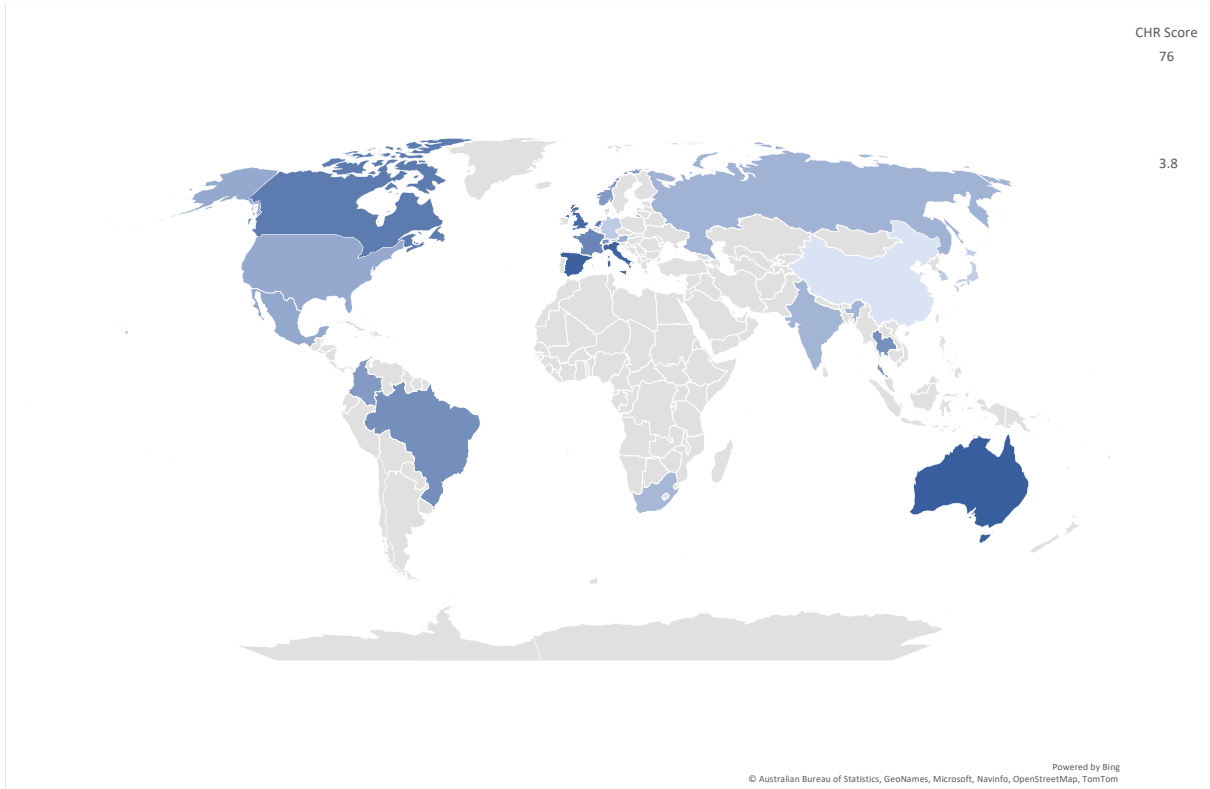 CHR Score
76
3.8
Powered by Bing
© Australian Bureau of Statistics, GeoNames, Microsoft, Navinfo, OpenStreetMap, TomTom